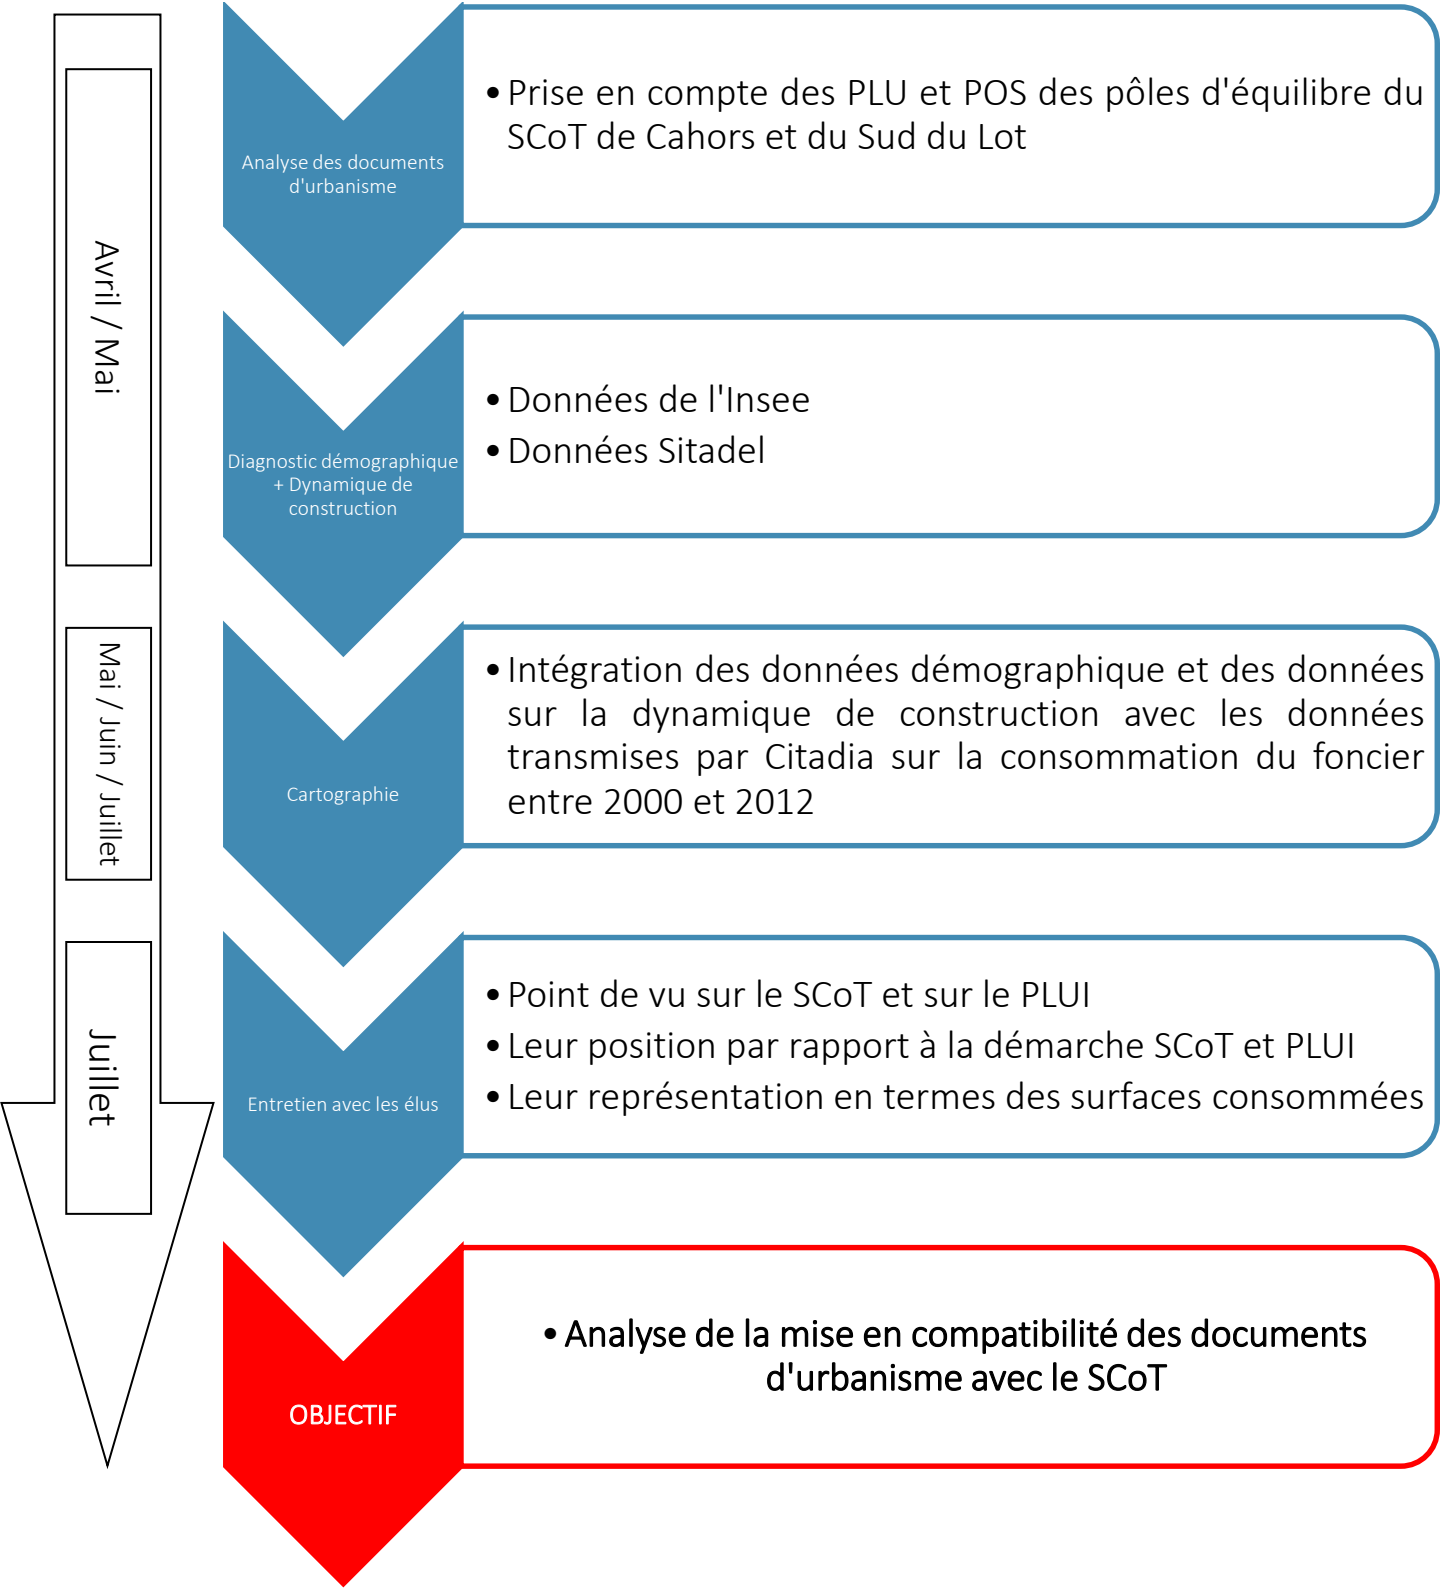 Avril / Mai
Analyse des documents
d'urbanisme
• Prise en compte des PLU et POS des pôles d'équilibre du
SCoT de Cahors et du Sud du Lot
Diagnostic démographique
+ Dynamique de
construction
• Données de l'Insee
• Données Sitadel
Mai / Juin / Juillet
Cartographie
• Intégration des données démographique et des données
sur la dynamique de construction avec les données
transmises par Citadia sur la consommation du foncier
entre 2000 et 2012
Juillet
Entretien avec les élus
• Point de vu sur le SCoT et sur le PLUI
• Leur position par rapport à la démarche SCoT et PLUI
• Leur représentation en termes des surfaces consommées
OBJECTIF
• Analyse de la mise en compatibilité des documents
d'urbanisme avec le SCoT